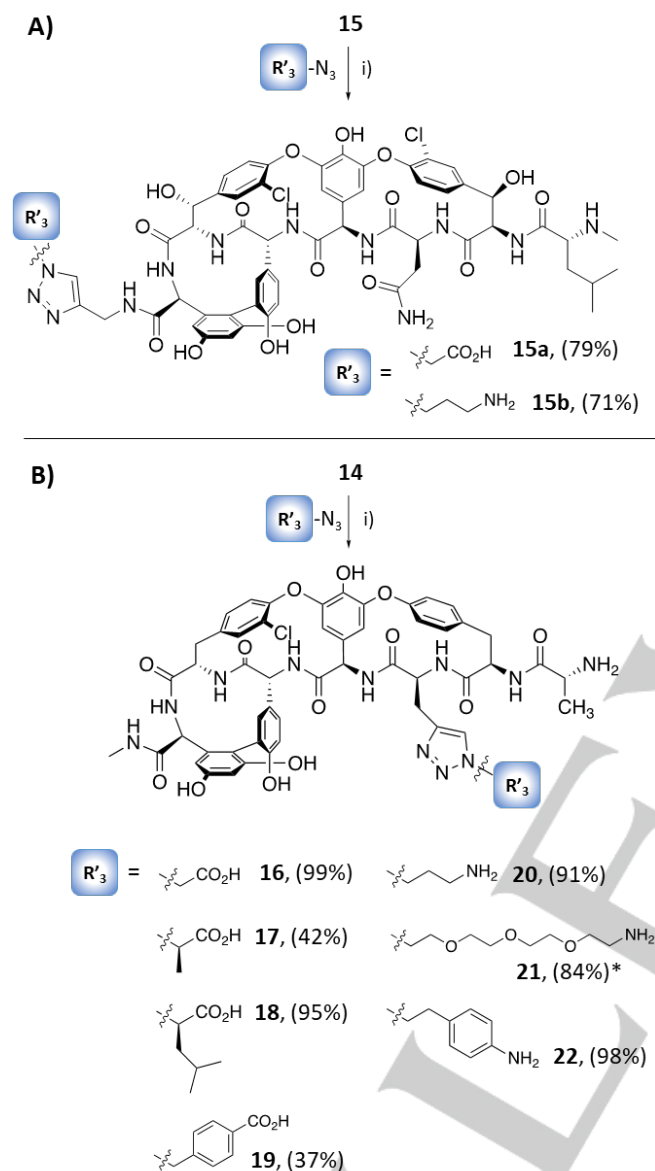 A)
15
R'3 -N3 i)
OH
Cl
O O
R'3
HO Cl OH
O H O H O H
N N N
N O N N N N
H O H O H O H
N HN
N N
H
N O
N O
OH NH2
HO HO OH
R'3 = CO2H 15a, (79%)
NH2 15b, (71%)
B)
14
R'3 -N3 i)
OH
O O
Cl
O O H O H O
N N NH2
N N N
H O H O H CH3
HN
H
N N
O N N R'3
OH
HO HO
R'3 = CO2H 16, (99%)
NH2 20, (91%)
CO2H 17, (42%)
O O O NH2
21, (84%)*
CO2H 18, (95%)
NH2 22, (98%)
CO2H
19, (37%)